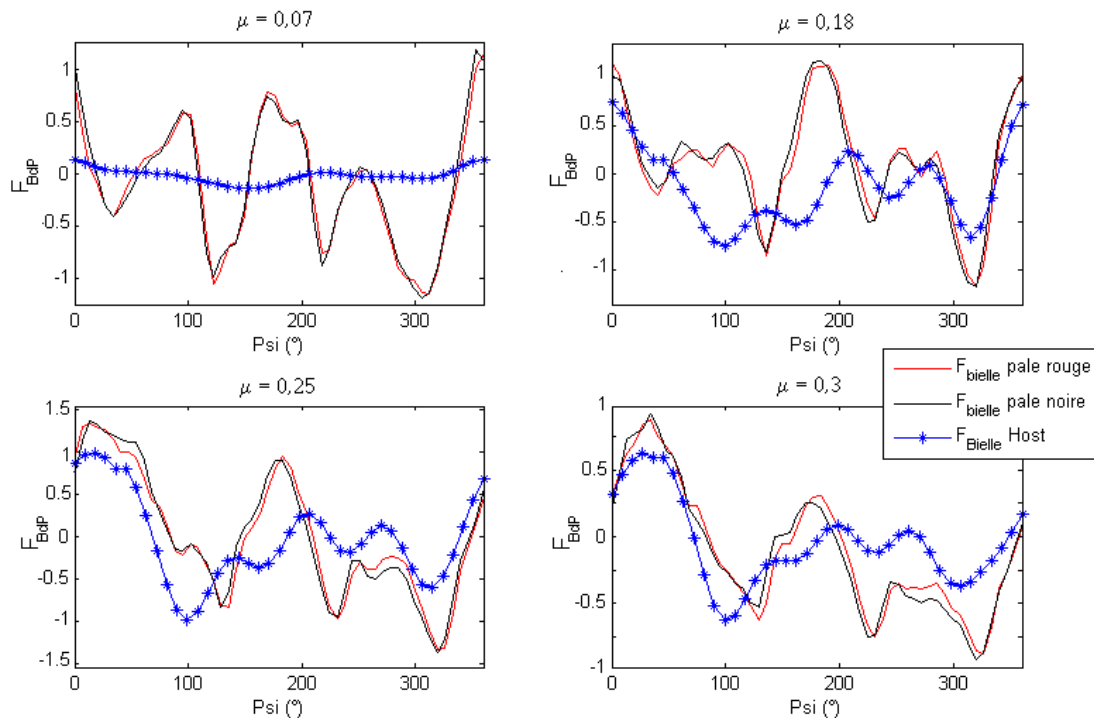 μ = 0,07
1
0.5
0
-0.5
-1
F_BdP
0 100 200 300
Psi (°)
μ = 0,18
1
0.5
0
-0.5
-1
F_BdP
0 100 200 300
Psi (°)
μ = 0,25
1.5
1
0.5
0
-0.5
-1
-1.5
F_BdP
0 100 200 300
Psi (°)
μ = 0,3
1
0.5
0
-0.5
-1
F_BdP
0 100 200 300
Psi (°)
F_bielle pale rouge
F_bielle pale noire
F_Bielle Host